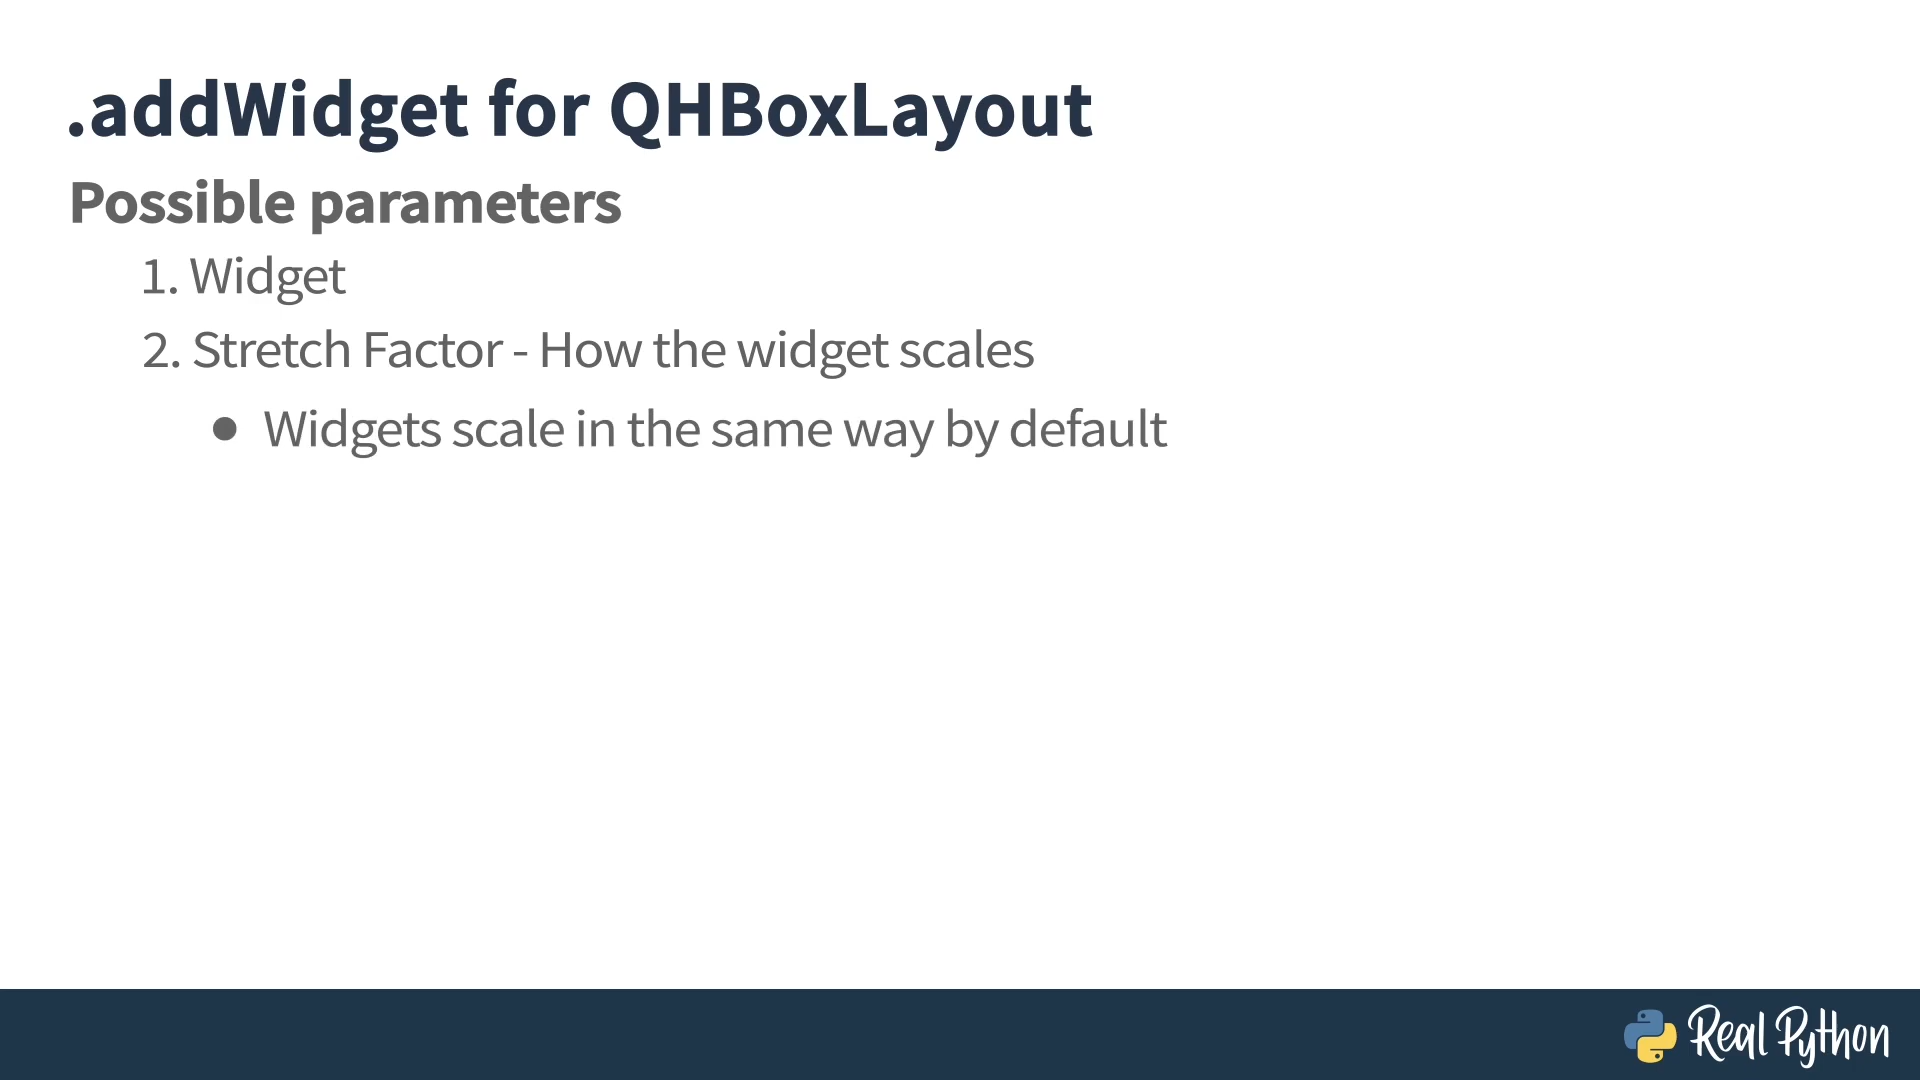 .addWidget for QHBoxLayout
Possible parameters
1. Widget
2. Stretch Factor - How the widget scales
● Widgets scale in the same way by default
Real Python